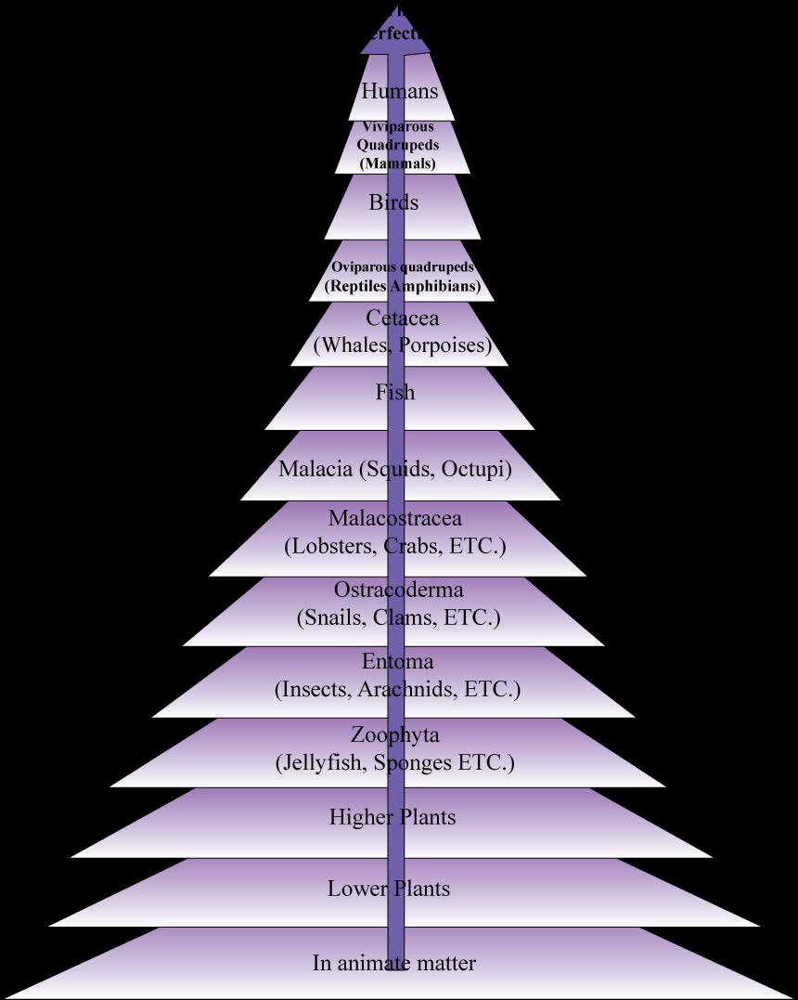 Humans
Viviparous
Quadrupeds
(Mammals)
Birds
Oviparous quadrupeds
(Reptiles Amphibians)
Cetacea
(Whales, Porpoises)
Fish
Malacia (Squids, Octupi)
Malacostracea
(Lobsters, Crabs, ETC.)
Ostracoderma
(Snails, Clams, ETC.)
Entoma
(Insects, Arachnids, ETC.)
Zoophyta
(Jellyfish, Sponges ETC.)
Higher Plants
Lower Plants
In animate matter